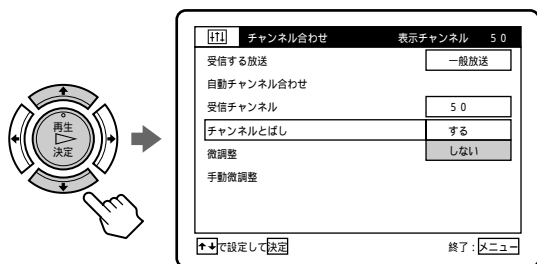 再生
決定
チャンネル合わせ 表示チャンネル 50
受信する放送 一般放送
自動チャンネル合わせ
受信チャンネル 50
チャンネルとばし する
しない
微調整
手動微調整
で設定して決定 終了:メニュー